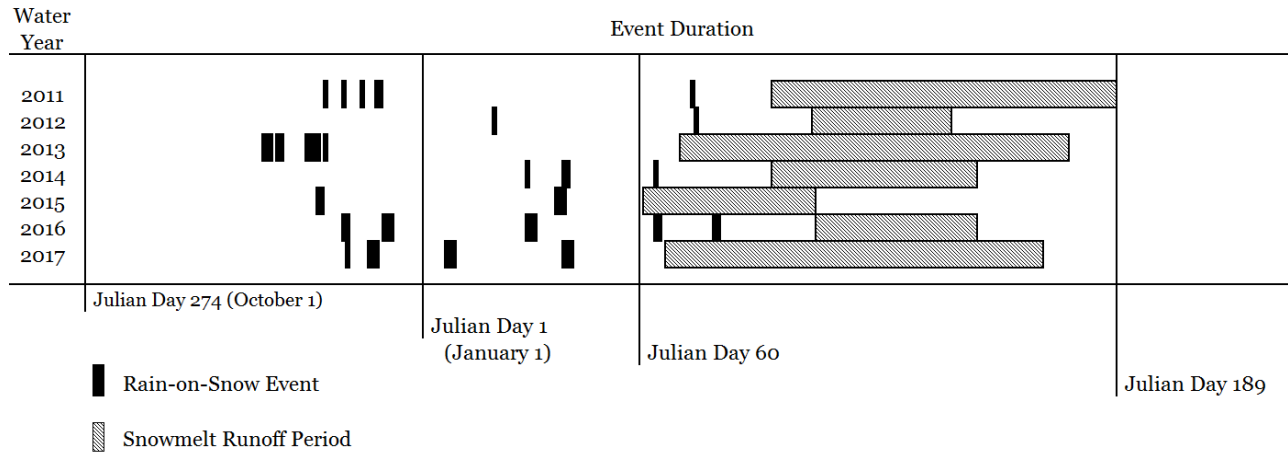 Water
Year
Event Duration
2011
2012
2013
2014
2015
2016
2017
Julian Day 274 (October 1)
Julian Day 1
(January 1)
Julian Day 60
Julian Day 189
Rain-on-Snow Event
Snowmelt Runoff Period